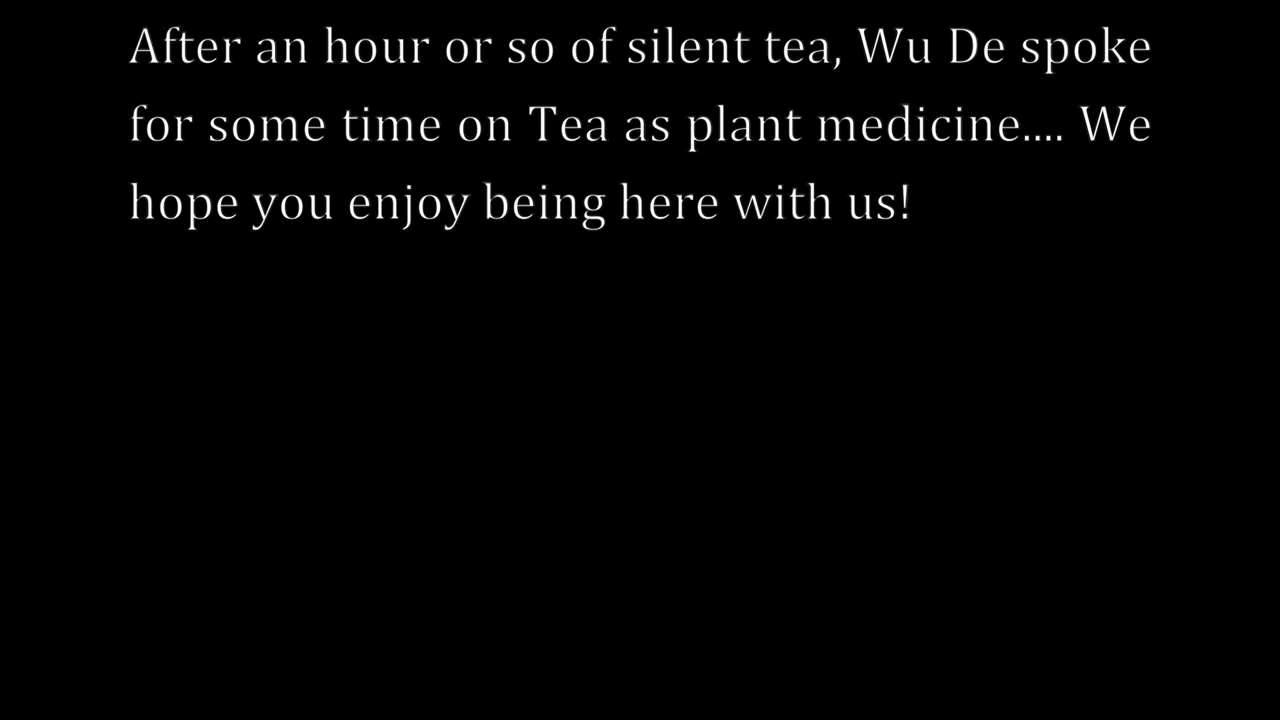 After an hour or so of silent tea, Wu De spoke
for some time on Tea as plant medicine.... We
hope you enjoy being here with us!